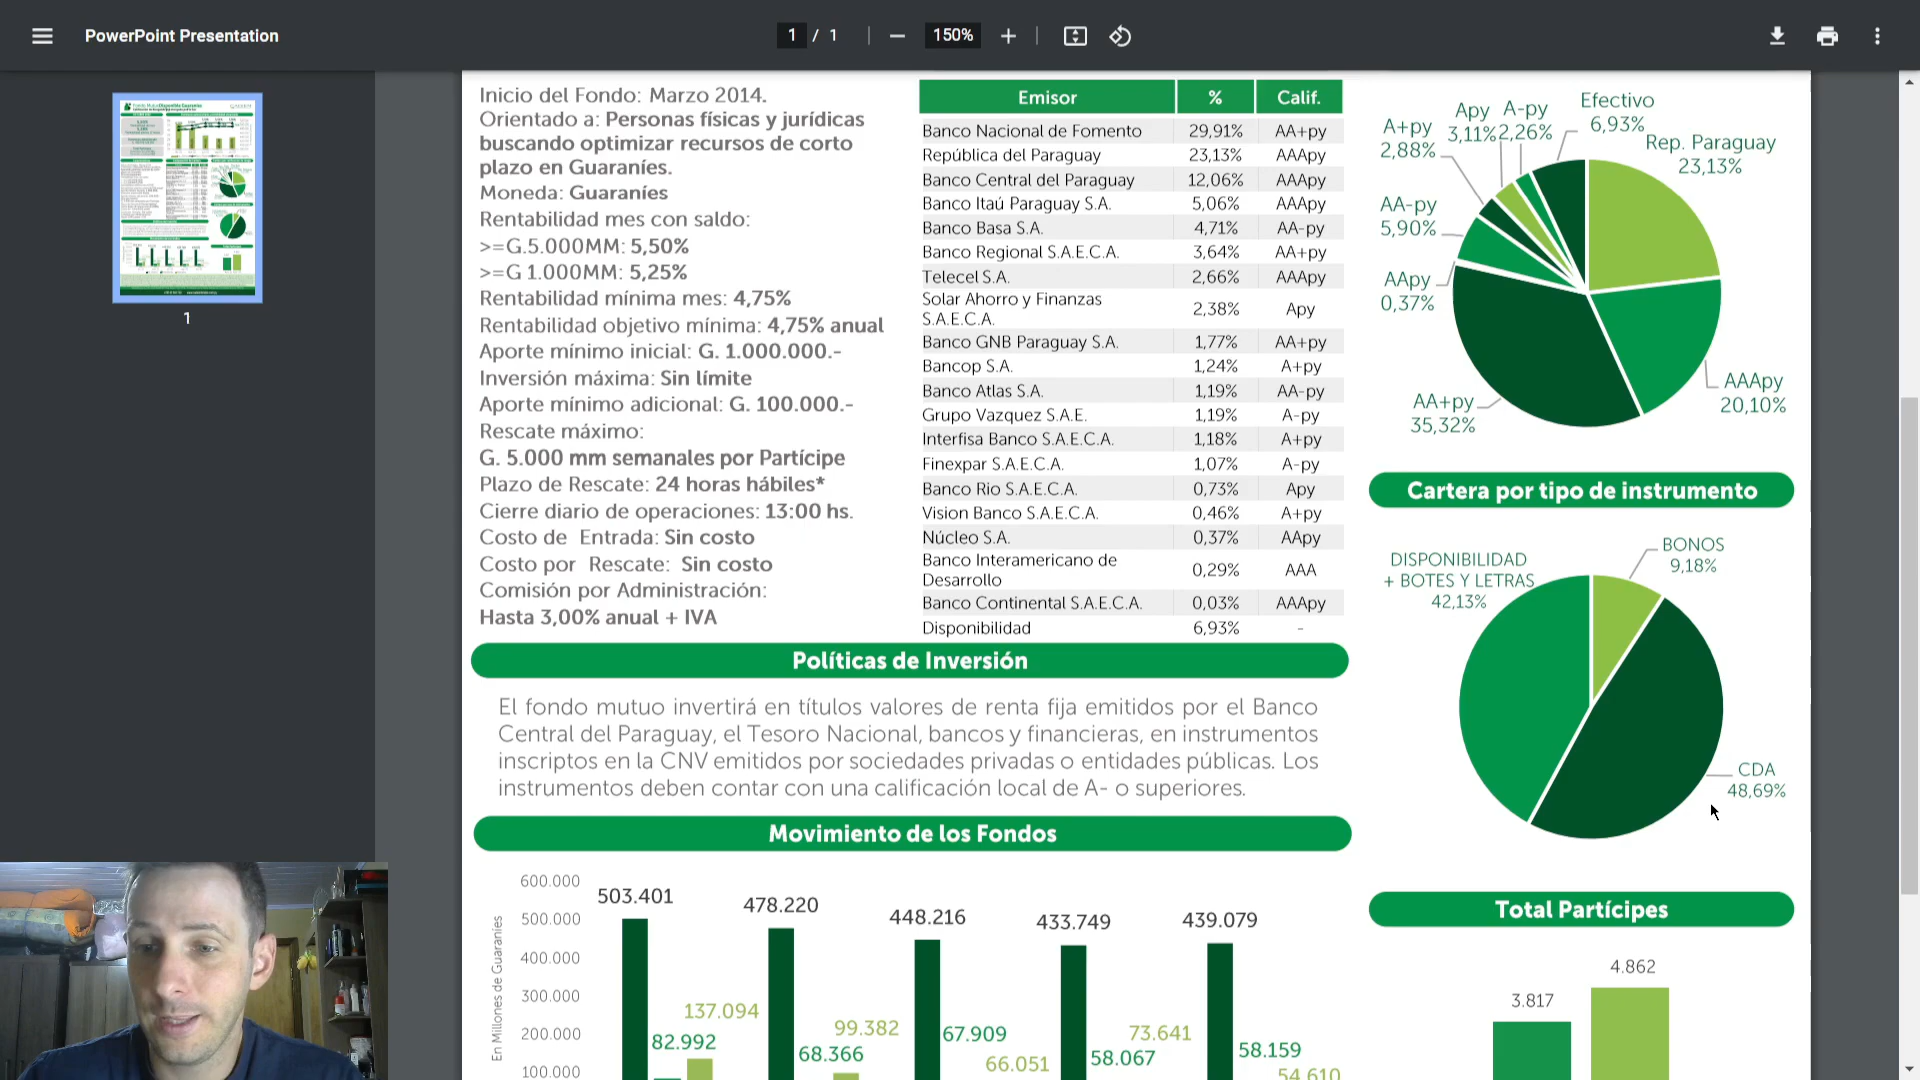 PowerPoint Presentation
1 / 1
150%
1
Inicio del Fondo: Marzo 2014.
Orientado a: Personas físicas y jurídicas
buscando optimizar recursos de corto
plazo en Guaraníes.
Moneda: Guaraníes
Rentabilidad mes con saldo:
>=G.5.000MM: 5,50%
>=G 1.000MM: 5,25%
Rentabilidad mínima mes: 4,75%
Rentabilidad objetivo mínima: 4,75% anual
Aporte mínimo inicial: G. 1.000.000.-
Inversión máxima: Sin límite
Aporte mínimo adicional: G. 100.000.-
Rescate máximo:
G. 5.000 mm semanales por Partícipe
Plazo de Rescate: 24 horas hábiles*
Cierre diario de operaciones: 13:00 hs.
Costo de Entrada: Sin costo
Costo por Rescate: Sin costo
Comisión por Administración:
Hasta 3,00% anual + IVA
Emisor % Calif.
Banco Nacional de Fomento 29,91% AA+py
República del Paraguay 23,13% AAApy
Banco Central del Paraguay 12,06% AAApy
Banco Itaú Paraguay S.A. 5,06% AAApy
Banco Basa S.A. 4,71% AA-py
Banco Regional S.A.E.C.A. 3,64% AA+py
Telecel S.A. 2,66% AAApy
Solar Ahorro y Finanzas
S.A.E.C.A. 2,38% Apy
Banco GNB Paraguay S.A. 1,77% AA+py
Bancop S.A. 1,24% A+py
Banco Atlas S.A. 1,19% AA-py
Grupo Vazquez S.A.E. 1,19% A-py
Interfisa Banco S.A.E.C.A. 1,18% A+py
Finexpar S.A.E.C.A. 1,07% A-py
Banco Rio S.A.E.C.A. 0,73% Apy
Vision Banco S.A.E.C.A. 0,46% A+py
Núcleo S.A. 0,37% AApy
Banco Interamericano de
Desarrollo 0,29% AAA
Banco Continental S.A.E.C.A. 0,03% AAApy
Disponibilidad 6,93% -
Efectivo
6,93%
A-py
2,26%
Apy
3,11%
A+py
2,88%
Rep. Paraguay
23,13%
AA-py
5,90%
AApy
0,37%
AAApy
20,10%
AA+py
35,32%
Cartera por tipo de instrumento
BONOS
9,18%
DISPONIBILIDAD
+ BOTES Y LETRAS
42,13%
CDA
48,69%
Políticas de Inversión
El fondo mutuo invertirá en títulos valores de renta fija emitidos por el Banco
Central del Paraguay, el Tesoro Nacional, bancos y financieras, en instrumentos
inscriptos en la CNV emitidos por sociedades privadas o entidades públicas. Los
instrumentos deben contar con una calificación local de A- o superiores.
Movimiento de los Fondos
En Millones de Guaraníes
600.000
500.000
400.000
300.000
200.000
100.000
503.401
82.992
137.094
478.220
68.366
99.382
448.216
67.909
66.051
433.749
58.067
73.641
439.079
58.159
54.610
Total Partícipes
3.817
4.862